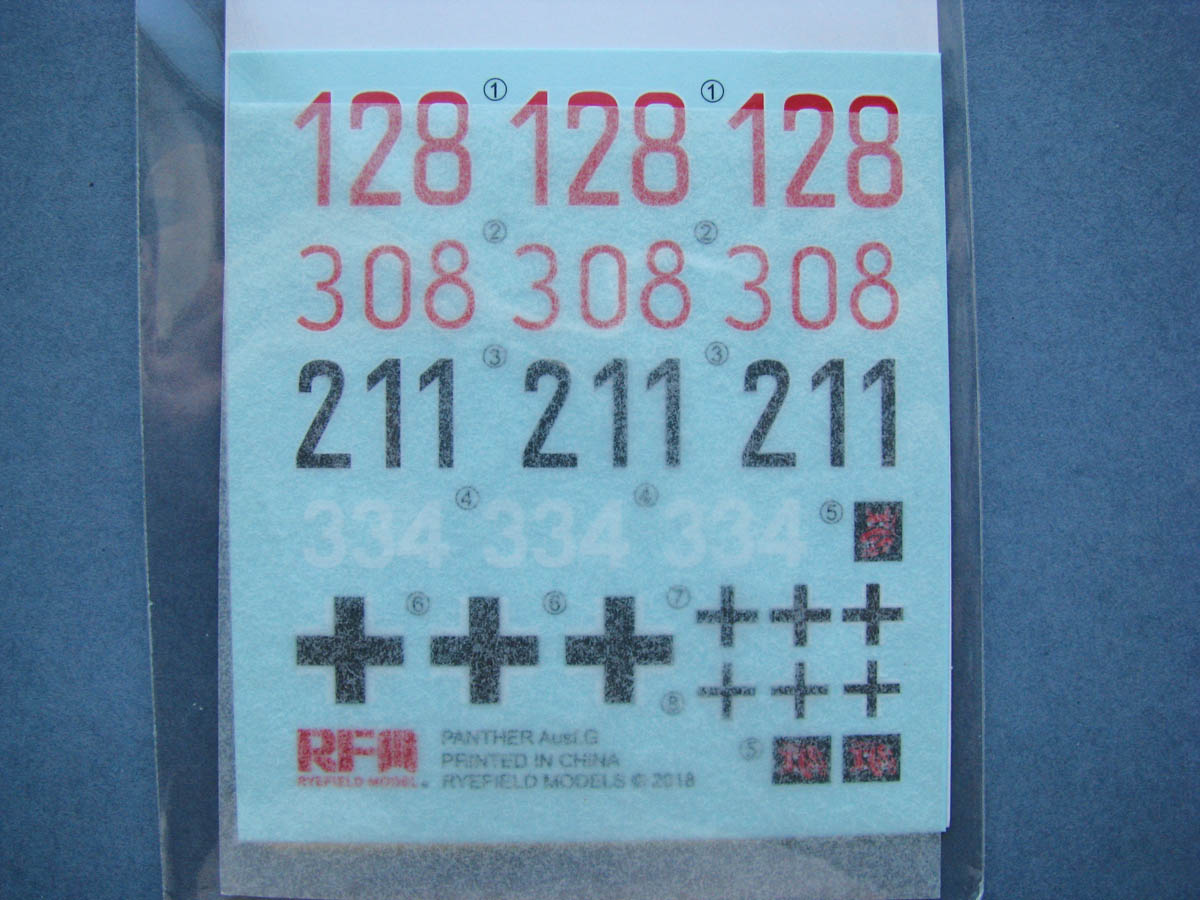 128 ① 128 ① 128
308 ② 308 ② 308
211 ③ 211 ③ 211
334 ④ 334 ④ 334 ⑤
⑥ ⑥ ⑦
⑧
RFM
RYEFIELD MODEL
PANTHER Ausf.G
PRINTED IN CHINA
RYEFIELD MODELS © 2018
⑤